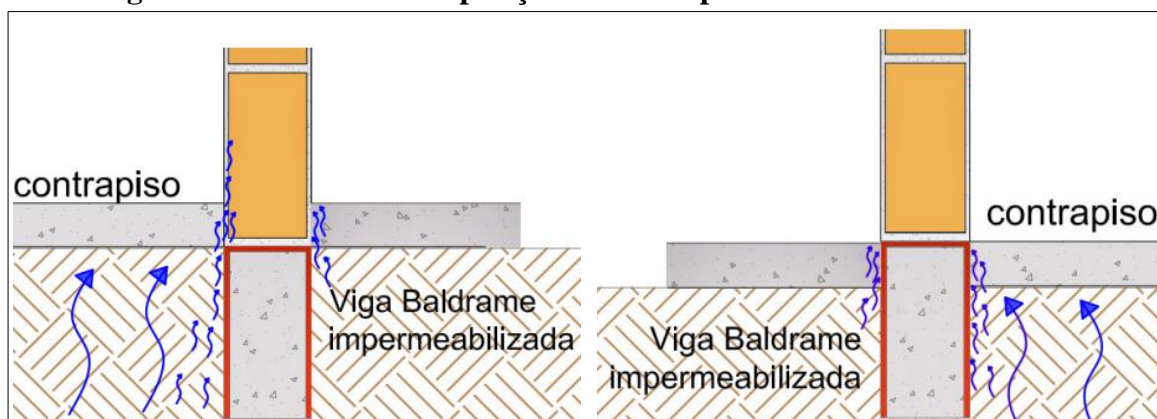 contrapiso
Viga Baldrame
impermeabilizada
contrapiso
Viga Baldrame
impermeabilizada